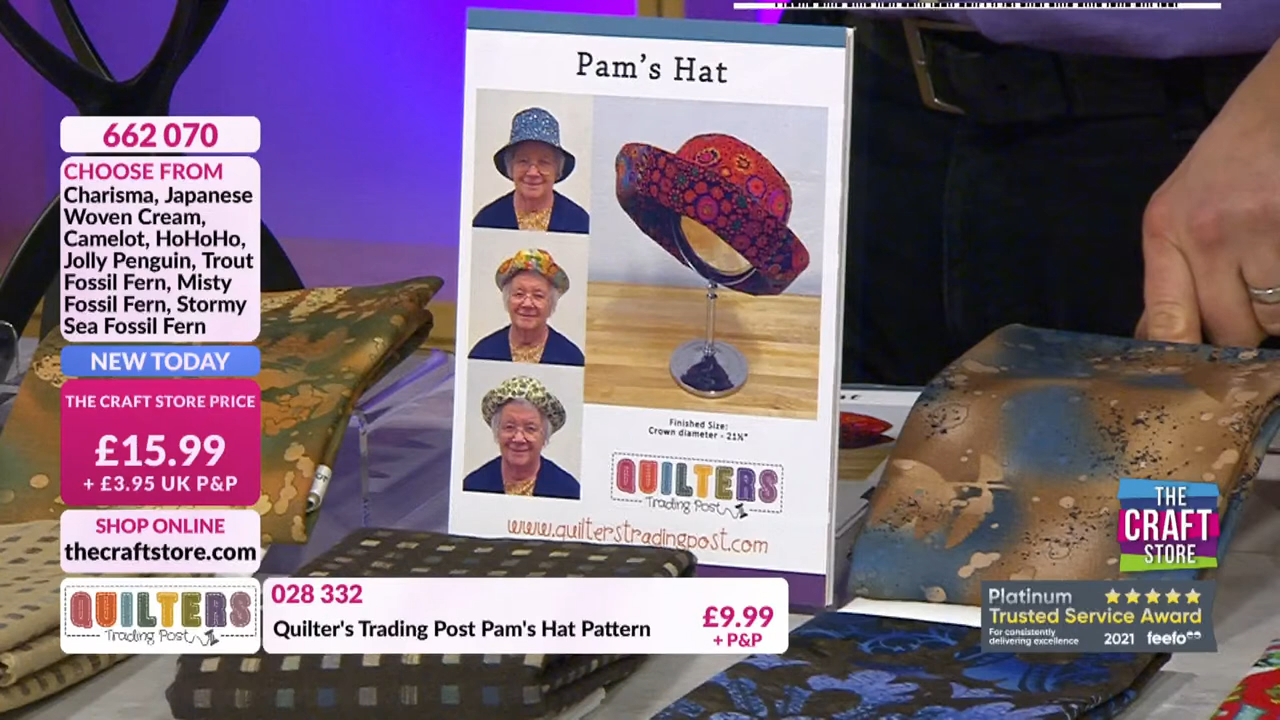 Pam's Hat
662 070
CHOOSE FROM
Charisma, Japanese
Woven Cream,
Camelot, HoHoHo,
Jolly Penguin, Trout
Fossil Fern, Misty
Fossil Fern, Stormy
Sea Fossil Fern
NEW TODAY
THE CRAFT STORE PRICE
£15.99
+ £3.95 UK P&P
SHOP ONLINE
thecraftstore.com
QUILTERS
Trading Post
028 332
Quilter's Trading Post Pam's Hat Pattern
£9.99
+ P&P
Finished Size:
Crown diameter - 21½"
QUILTERS
Trading Post
www.quilterstradingpost.com
THE
CRAFT
STORE
Platinum
Trusted Service Award
For consistently
delivering excellence
2021 feefo